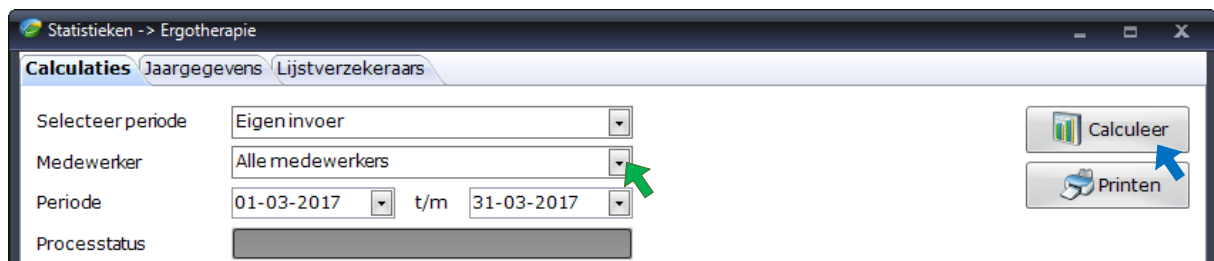 Statistieken -> Ergotherapie
Calculaties Jaargegevens Lijstverzekeraars
Selecteer periode Eigen invoer Calculeer
Medewerker Alle medewerkers
Printen
Periode 01-03-2017 t/m 31-03-2017
Processtatus